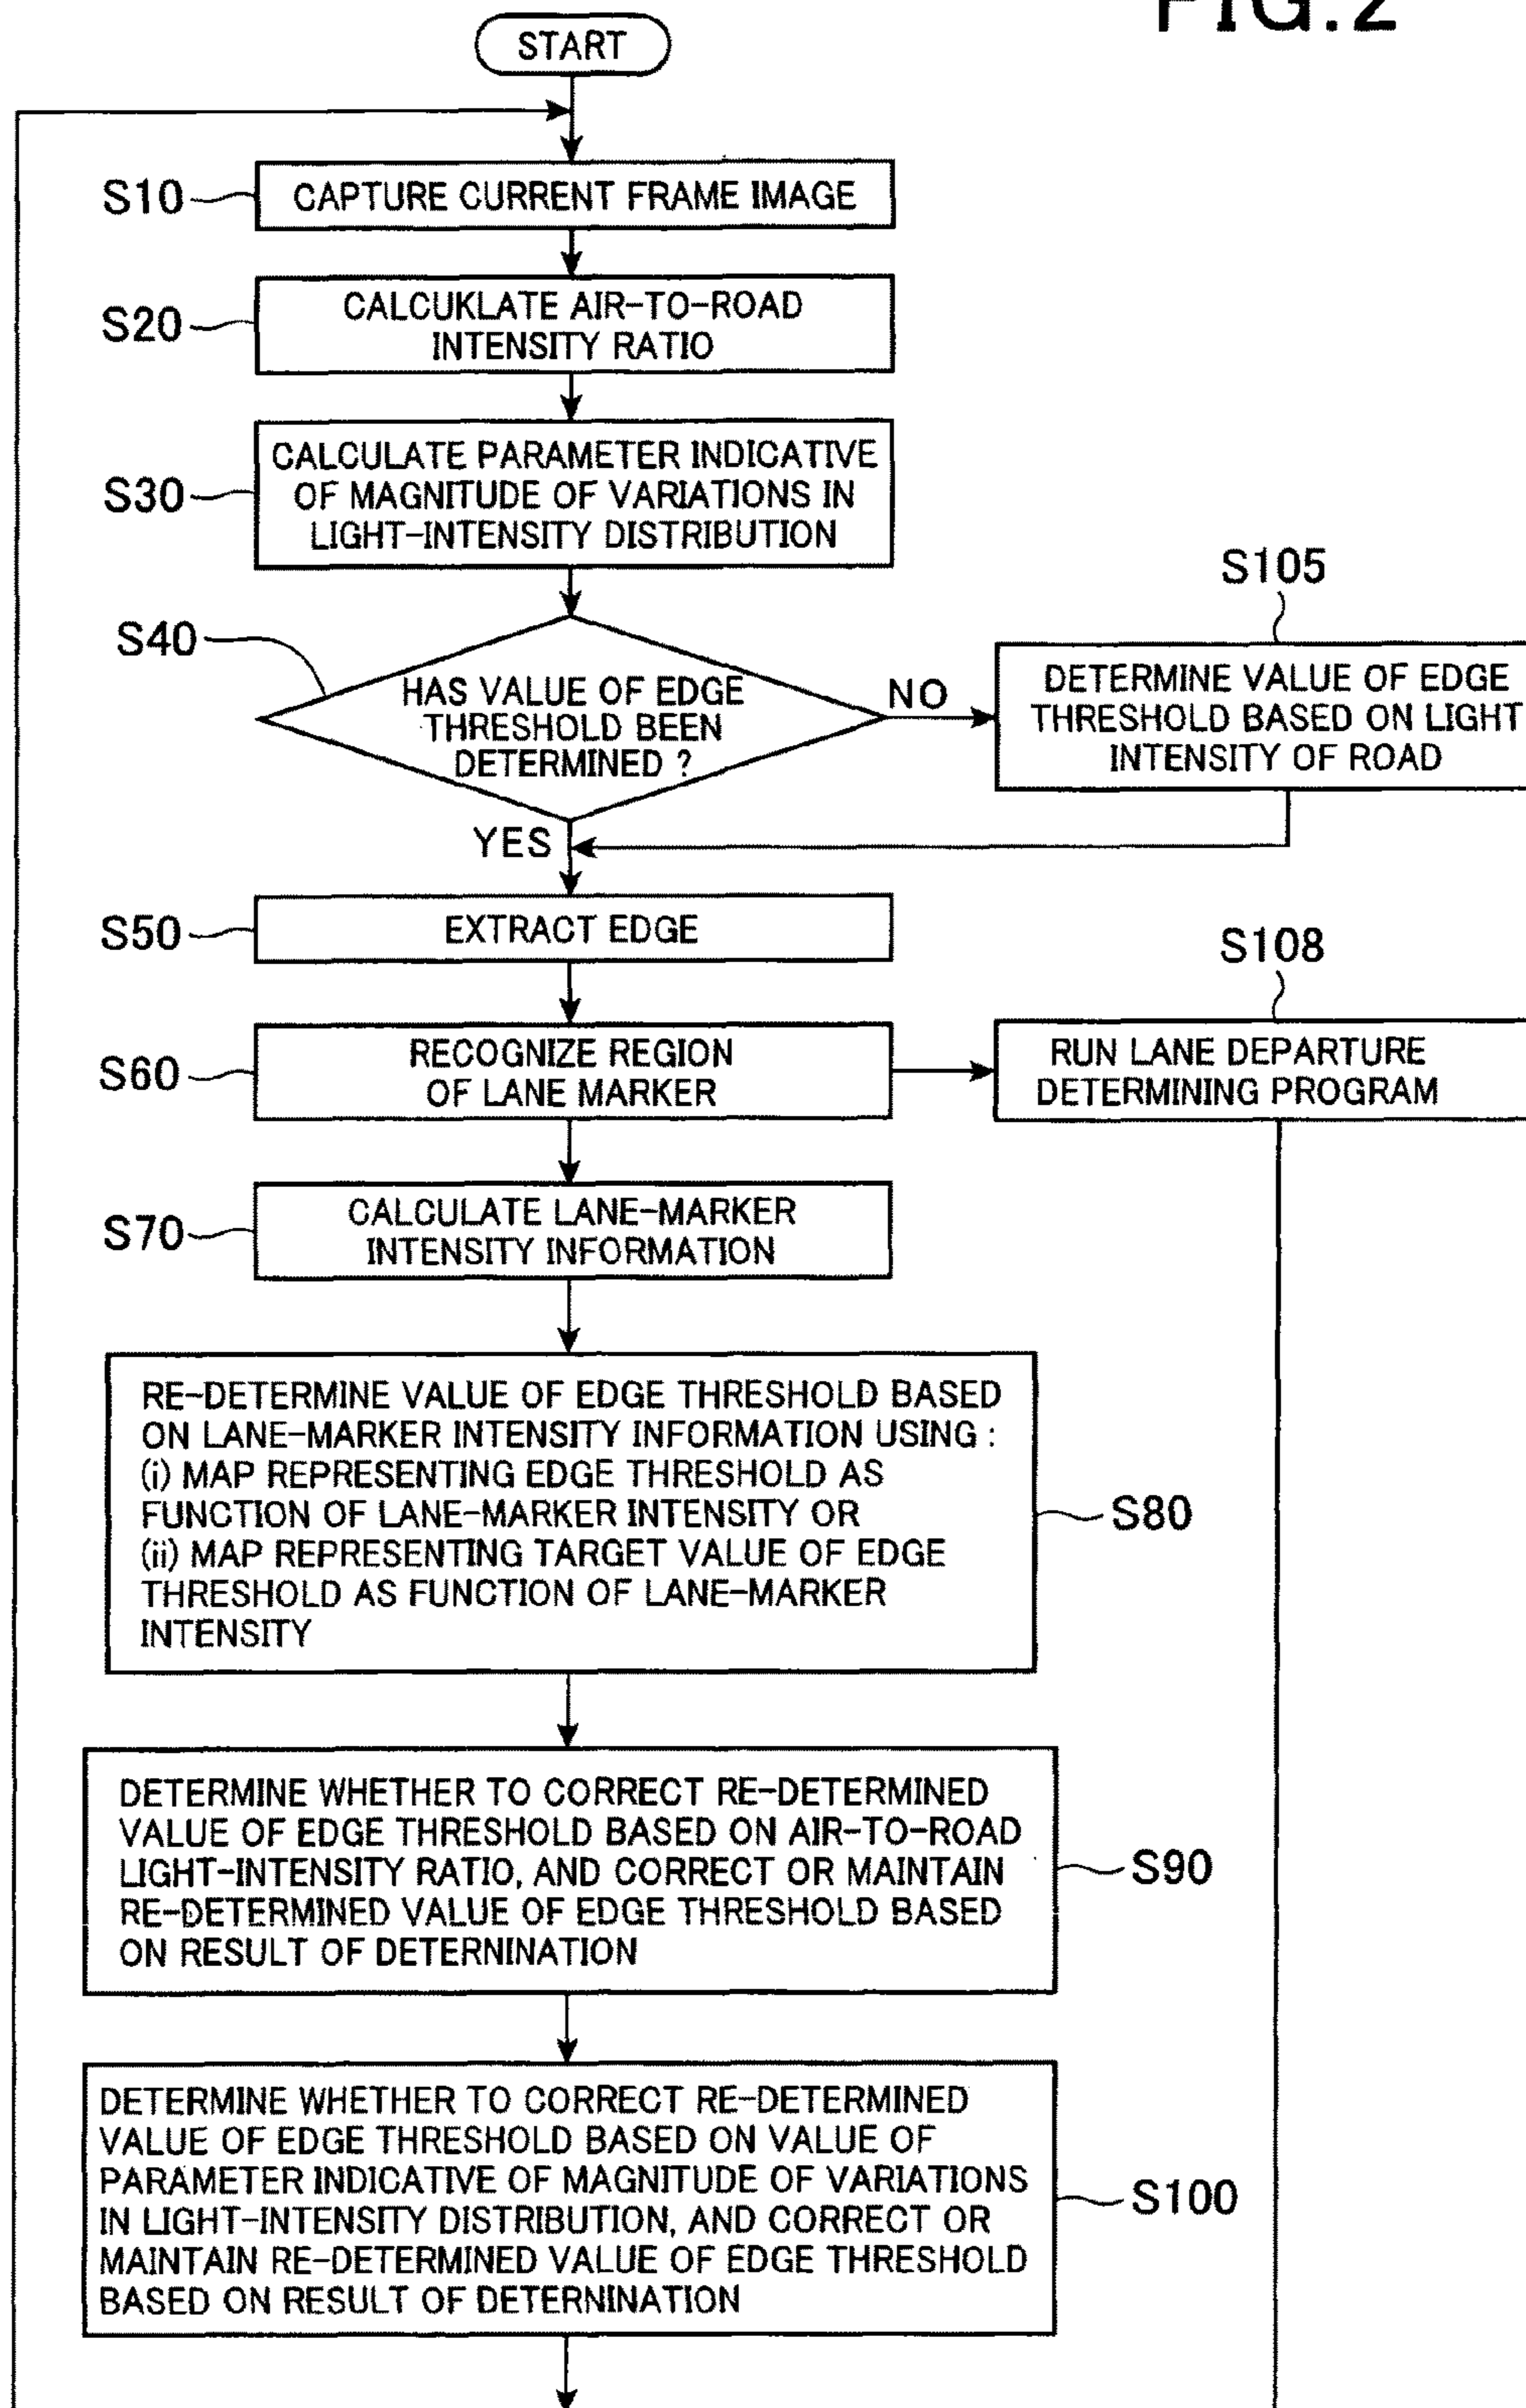 FIG.2
START
S10
CAPTURE CURRENT FRAME IMAGE
S20
CALCUKLATE AIR-TO-ROAD
INTENSITY RATIO
S30
CALCULATE PARAMETER INDICATIVE
OF MAGNITUDE OF VARIATIONS IN
LIGHT-INTENSITY DISTRIBUTION
S40
HAS VALUE OF EDGE
THRESHOLD BEEN
DETERMINED ?
NO
S105
DETERMINE VALUE OF EDGE
THRESHOLD BASED ON LIGHT
INTENSITY OF ROAD
YES
S50
EXTRACT EDGE
S60
RECOGNIZE REGION
OF LANE MARKER
S108
RUN LANE DEPARTURE
DETERMINING PROGRAM
S70
CALCULATE LANE-MARKER
INTENSITY INFORMATION
RE-DETERMINE VALUE OF EDGE THRESHOLD BASED
ON LANE-MARKER INTENSITY INFORMATION USING :
(i) MAP REPRESENTING EDGE THRESHOLD AS
FUNCTION OF LANE-MARKER INTENSITY OR
(ii) MAP REPRESENTING TARGET VALUE OF EDGE
THRESHOLD AS FUNCTION OF LANE-MARKER
INTENSITY
S80
DETERMINE WHETHER TO CORRECT RE-DETERMINED
VALUE OF EDGE THRESHOLD BASED ON AIR-TO-ROAD
LIGHT-INTENSITY RATIO, AND CORRECT OR MAINTAIN
RE-DETERMINED VALUE OF EDGE THRESHOLD BASED
ON RESULT OF DETERNINATION
S90
DETERMINE WHETHER TO CORRECT RE-DETERMINED
VALUE OF EDGE THRESHOLD BASED ON VALUE OF
PARAMETER INDICATIVE OF MAGNITUDE OF VARIATIONS
IN LIGHT-INTENSITY DISTRIBUTION, AND CORRECT OR
MAINTAIN RE-DETERMINED VALUE OF EDGE THRESHOLD
BASED ON RESULT OF DETERNINATION
S100